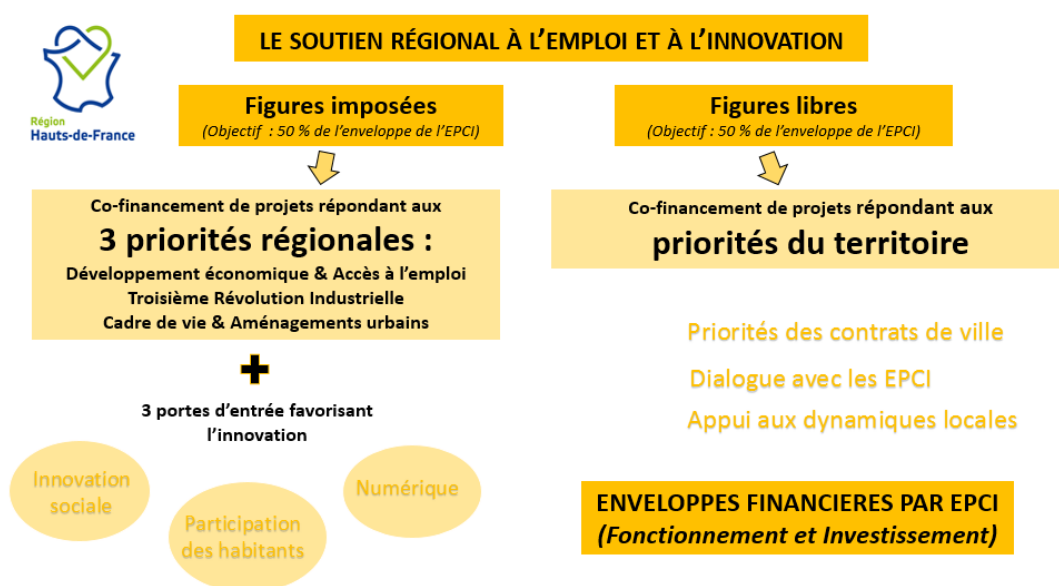 LE SOUTIEN RÉGIONAL À L'EMPLOI ET À L'INNOVATION
Région
Hauts-de-France
Figures imposées
(Objectif : 50 % de l'enveloppe de l'EPCI)
Co-financement de projets répondant aux
3 priorités régionales :
Développement économique & Accès à l'emploi
Troisième Révolution Industrielle
Cadre de vie & Aménagements urbains
3 portes d'entrée favorisant
l'innovation
Innovation
sociale
Participation
des habitants
Numérique
Figures libres
(Objectif : 50 % de l'enveloppe de l'EPCI)
Co-financement de projets répondant aux
priorités du territoire
Priorités des contrats de ville
Dialogue avec les EPCI
Appui aux dynamiques locales
ENVELOPPES FINANCIERES PAR EPCI
(Fonctionnement et Investissement)